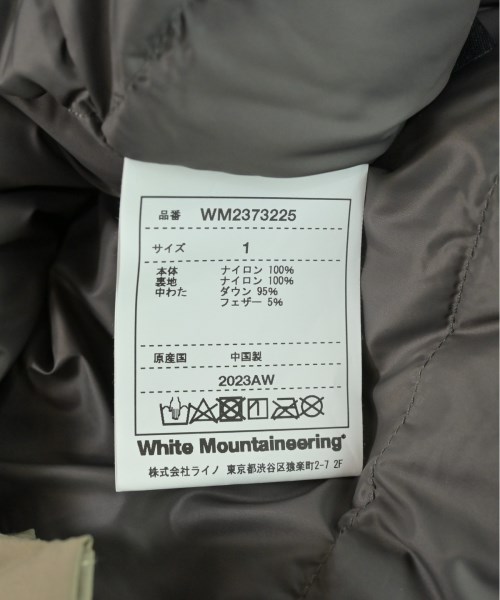 品番 WM2373225
サイズ 1
本体 ナイロン 100%
裏地 ナイロン 100%
中わた ダウン 95%
フェザー 5%
原産国 中国製
2023AW
White Mountaineering®
株式会社ライノ 東京都渋谷区猿楽町2-7 2F